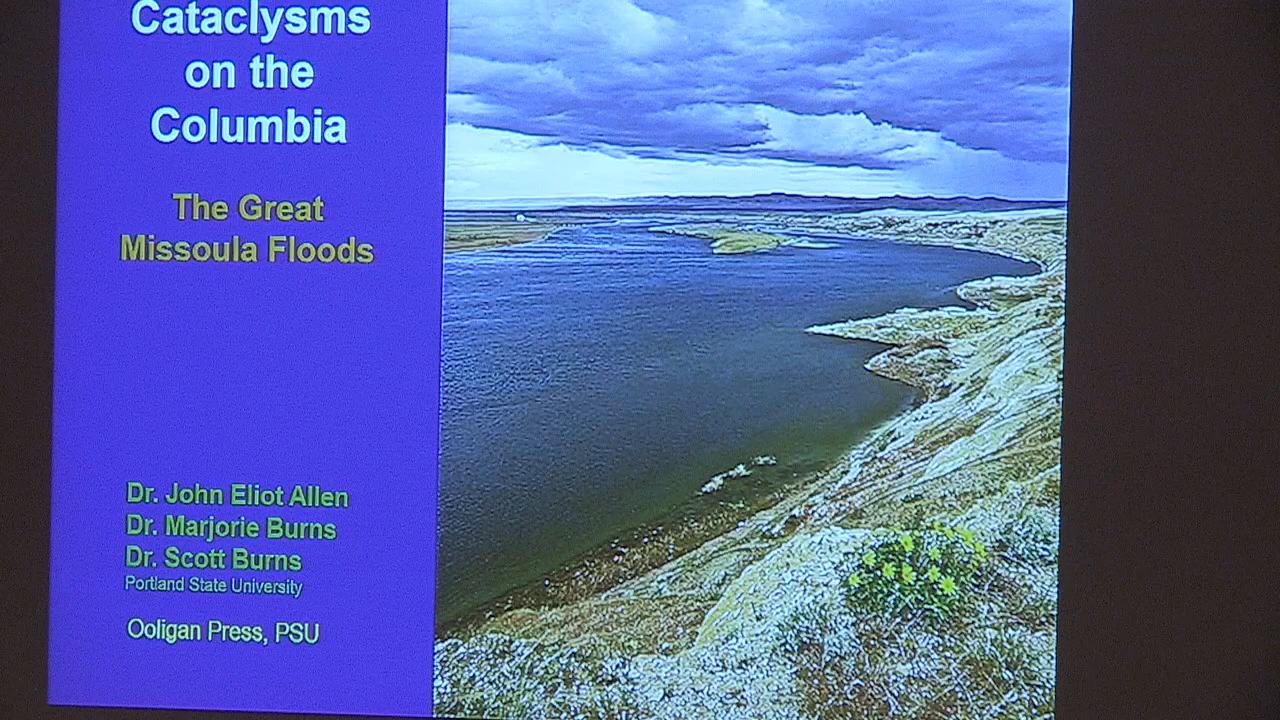 Cataclysms
on the
Columbia
The Great
Missoula Floods
Dr. John Eliot Allen
Dr. Marjorie Burns
Dr. Scott Burns
Portland State University
Ooligan Press, PSU